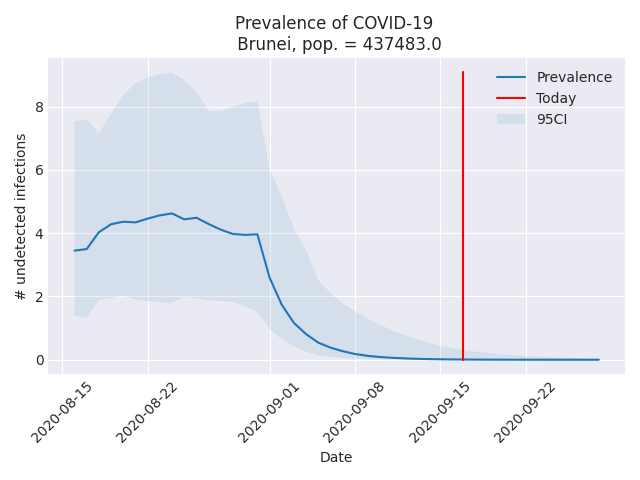 Prevalence of COVID-19
Brunei, pop. = 437483.0
Prevalence
Today
95CI
# undetected infections
8
6
4
2
0
2020-08-15
2020-08-22
2020-09-01
2020-09-08
2020-09-15
2020-09-22
Date